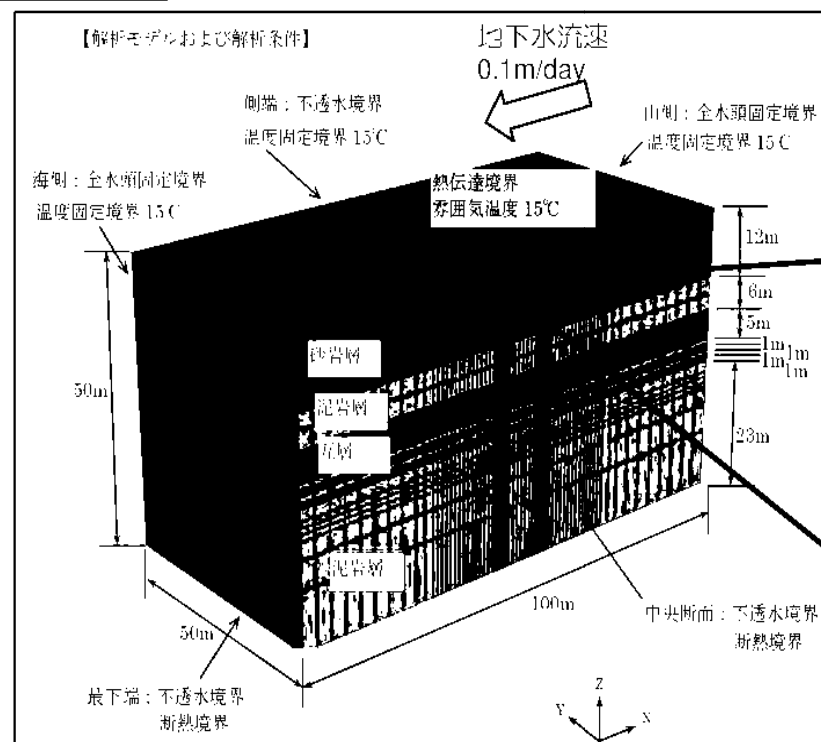 【解析モデルおよび解析条件】
地下水流速
0.1m/day
側端：不透水境界
温度固定境界 15℃
山側：全水頭固定境界
温度固定境界 15℃
海側：全水頭固定境界
温度固定境界 15℃
熱伝達境界
雰囲気温度 15℃
12m
6m
5m
1m
1m
1m
1m
23m
50m
砂岩層
泥岩層
互層
泥岩層
100m
50m
中央断面：不透水境界
断熱境界
最下端：不透水境界
断熱境界
Z
Y
X